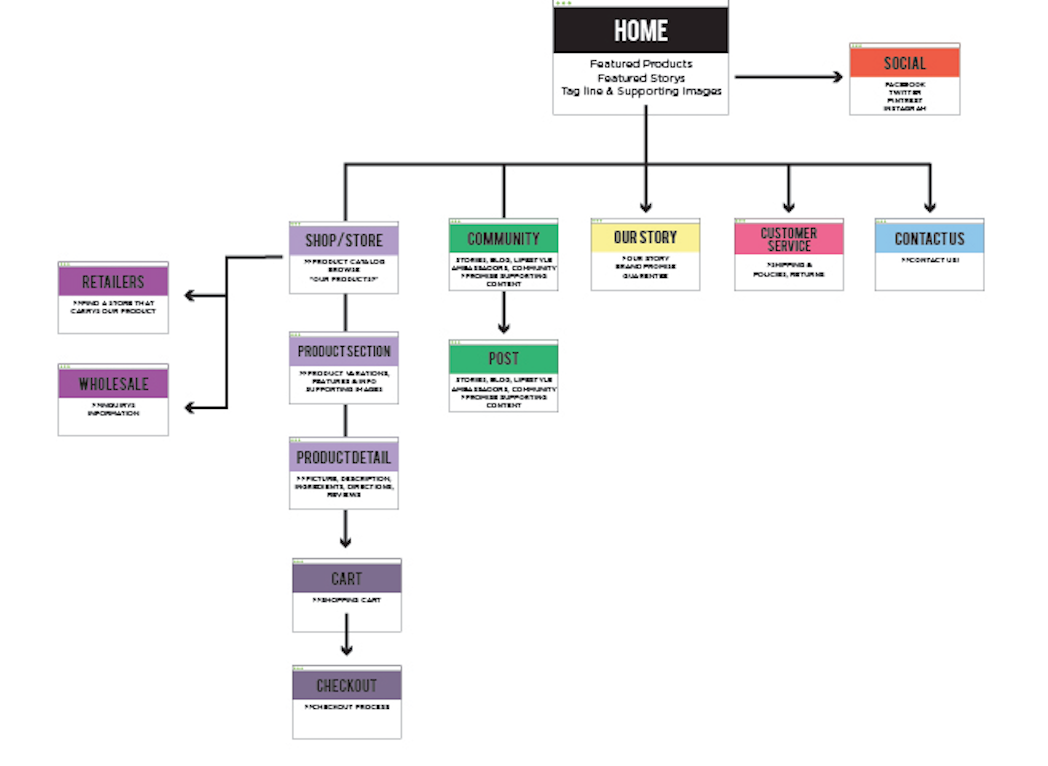 HOME
Featured Products
Featured Storys
Tag line & Supporting Images
SOCIAL
FACEBOOK
TWITTER
PINTREST
INSTAGRAM
SHOP/STORE
>>PRODUCT CATALOG
BROWSE
"OUR PRODUCTS?"
COMMUNITY
STORIES, BLOG, LIFESTYLE
AMBASSADORS, COMMUNITY
>PROMISE SUPPORTING
CONTENT
OUR STORY
>OUR STORY
BRAND PROMISE
GUARENTEE
CUSTOMER
SERVICE
>SHIPPING &
POLICIES, RETURNS
CONTACT US
>>CONTACT US!
RETAILERS
>>FIND A STORE THAT
CARRYS OUR PRODUCT
WHOLESALE
>>INQUIRYS
INFORMATION
PRODUCT SECTION
>>PRODUCT VARATIONS,
FEATURES & INFO
SUPPORTING IMAGES
POST
STORIES, BLOG, LIFESTYLE
AMBASSADORS, COMMUNITY
>PROMISE SUPPORTING
CONTENT
PRODUCT DETAIL
>>PICTURE, DESCRIPTION,
INGREDIENTS, DIRECTIONS,
REVIEWS
CART
>>SHOPPING CART
CHECKOUT
>>CHECKOUT PROCESS